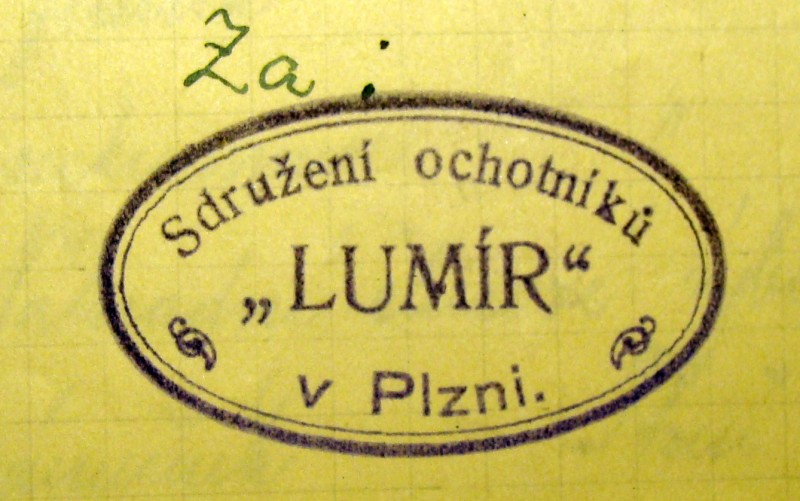 Za:
Sdružení ochotníků
„LUMÍR“
v Plzni.